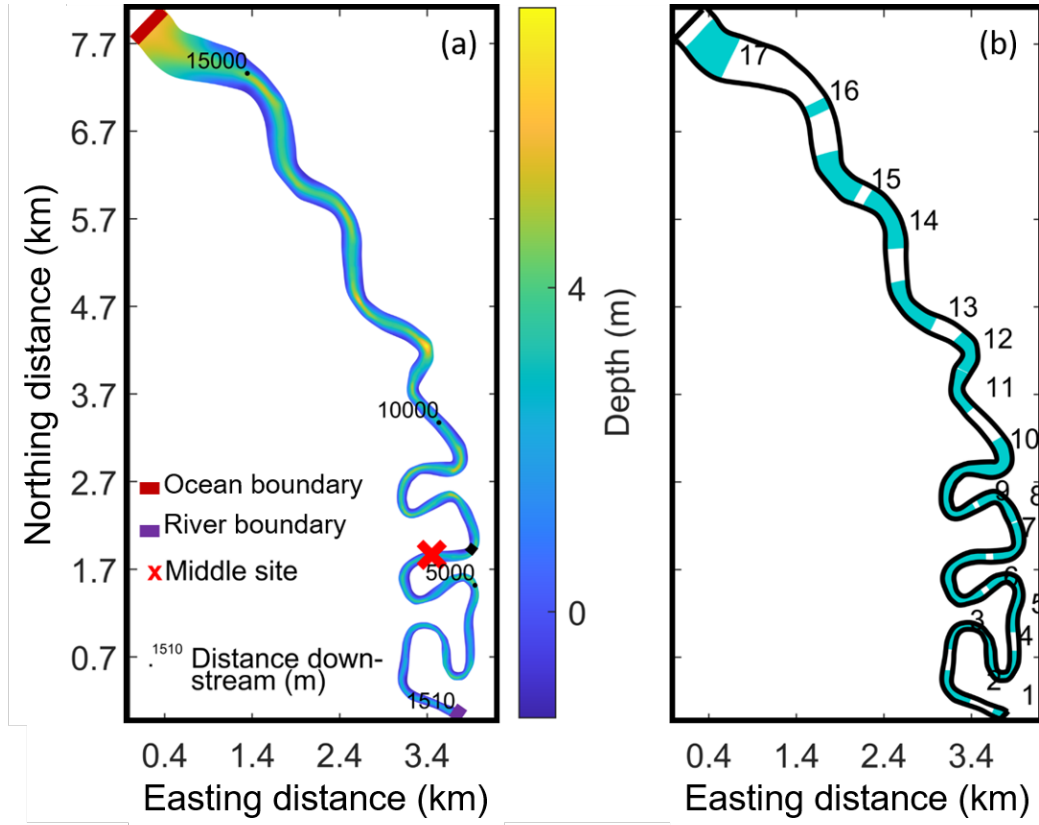 (a)
7.7
6.7
5.7
4.7
3.7
2.7
1.7
0.7
Northing distance (km)
15000
10000
5000
1510
Ocean boundary
River boundary
x Middle site
1510 Distance down-
stream (m)
0.4 1.4 2.4 3.4
Easting distance (km)
4
0
Depth (m)
(b)
17
16
15
14
13
12
11
10
9
8
7
6
5
3
4
2
1
0.4 1.4 2.4 3.4
Easting distance (km)